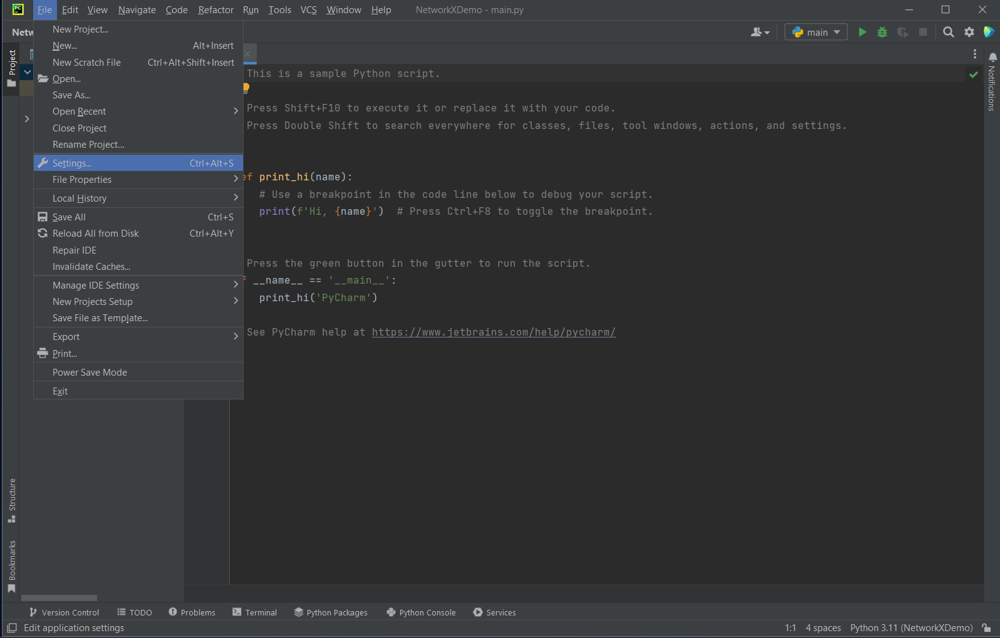 PC File Edit View Navigate Code Refactor Run Tools VCS Window Help NetworkXDemo - main.py
Netw main
Project
Notifications
New Project...
New... Alt+Insert
New Scratch File Ctrl+Alt+Shift+Insert
Open...
Save As...
Open Recent
Close Project
Rename Project...
Settings... Ctrl+Alt+S
File Properties
Local History
Save All Ctrl+S
Reload All from Disk Ctrl+Alt+Y
Repair IDE
Invalidate Caches...
Manage IDE Settings
New Projects Setup
Save File as Template...
Export
Print...
Power Save Mode
Exit
This is a sample Python script.
Press Shift+F10 to execute it or replace it with your code.
Press Double Shift to search everywhere for classes, files, tool windows, actions, and settings.
ef print_hi(name):
# Use a breakpoint in the code line below to debug your script.
print(f'Hi, {name}') # Press Ctrl+F8 to toggle the breakpoint.
Press the green button in the gutter to run the script.
f __name__ == '__main__':
print_hi('PyCharm')
See PyCharm help at https://www.jetbrains.com/help/pycharm/
Structure
Bookmarks
Version Control TODO Problems Terminal Python Packages Python Console Services
Edit application settings 1:1 4 spaces Python 3.11 (NetworkXDemo)